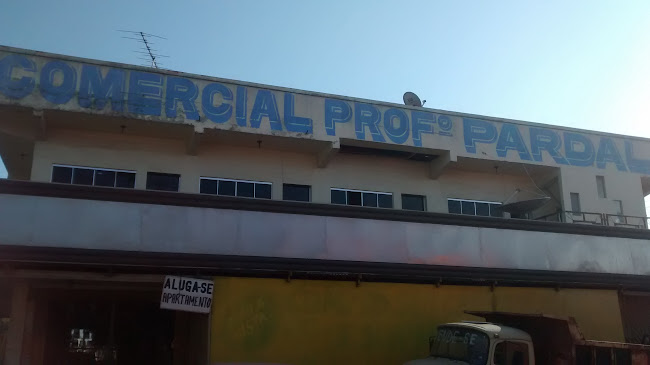 COMERCIAL PROFº PARDAL
ALUGA-SE
APARTAMENTO